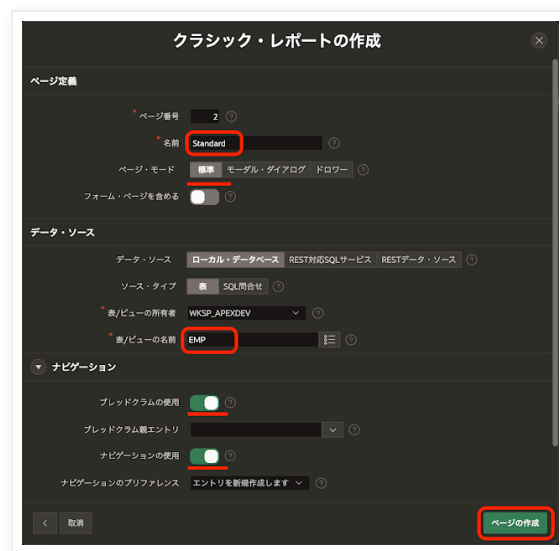 クラシック・レポートの作成
ページ定義
* ページ番号 2
* 名前 Standard
ページ・モード 標準 モーダル・ダイアログ ドロワー
フォーム・ページを含める
データ・ソース
データ・ソース ローカル・データベース REST対応SQLサービス RESTデータ・ソース
ソース・タイプ 表 SQL問合せ
* 表/ビューの所有者 WKSP_APEXDEV
* 表/ビューの名前 EMP
ナビゲーション
ブレッドクラムの使用
ブレッドクラム親エントリ
ナビゲーションの使用
ナビゲーションのプリファレンス エントリを新規作成します
取消 ページの作成